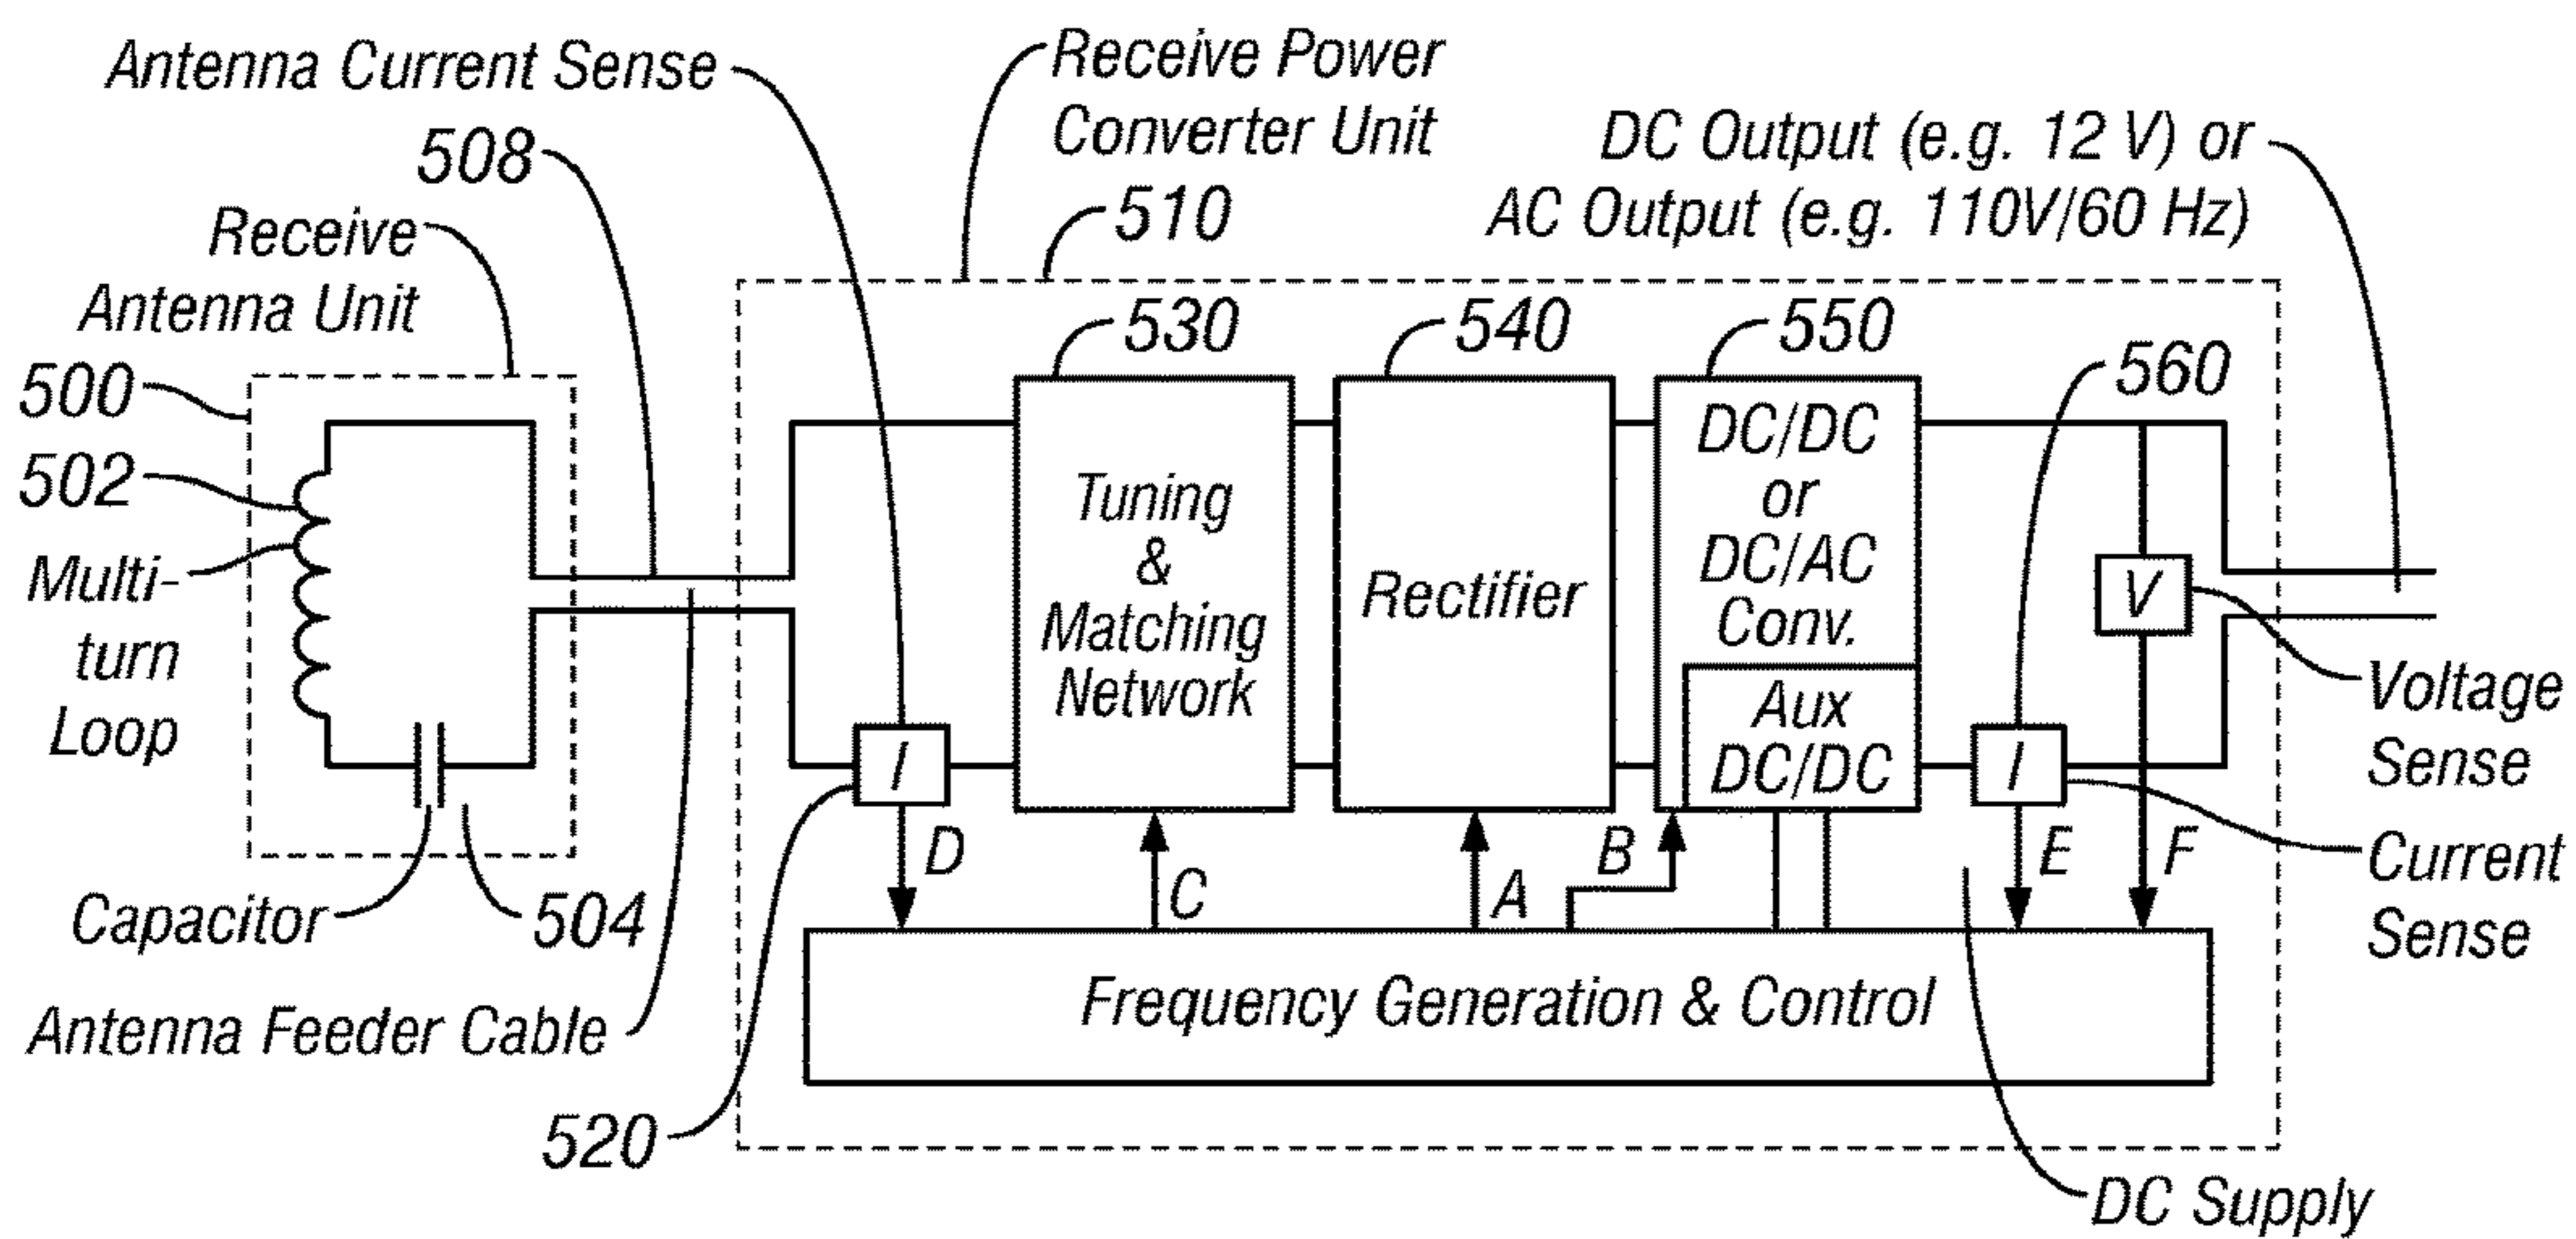 Antenna Current Sense
508
Receive Power
Converter Unit
510
DC Output (e.g. 12 V) or
AC Output (e.g. 110V/60 Hz)
Receive
Antenna Unit
500
502
Multi-
turn
Loop
530
540
550
560
Tuning
&
Matching
Network
Rectifier
DC/DC
or
DC/AC
Conv.
Aux
DC/DC
I
I
V
Voltage
Sense
Current
Sense
D
C
A
B
E
F
Capacitor
504
Antenna Feeder Cable
520
Frequency Generation & Control
DC Supply